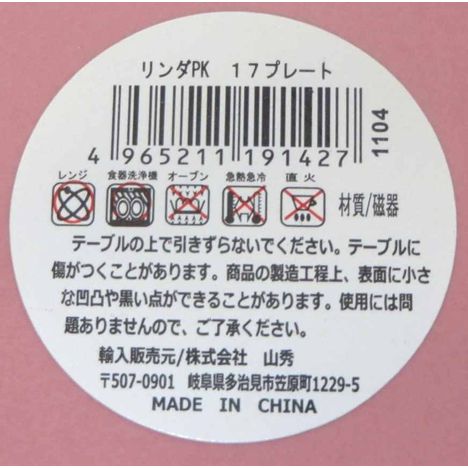 リンダPK 17プレート
4 965211 191427
1104
レンジ 食器洗浄機 オーブン 急熱急冷 直火
材質/磁器
テーブルの上で引きずらないでください。テーブルに
傷がつくことがあります。商品の製造工程上、表面に小さ
な凹凸や黒い点ができることがあります。使用には問
題ありませんので、ご了承ください。
輸入販売元/株式会社 山秀
〒507-0901 岐阜県多治見市笠原町1229-5
MADE IN CHINA